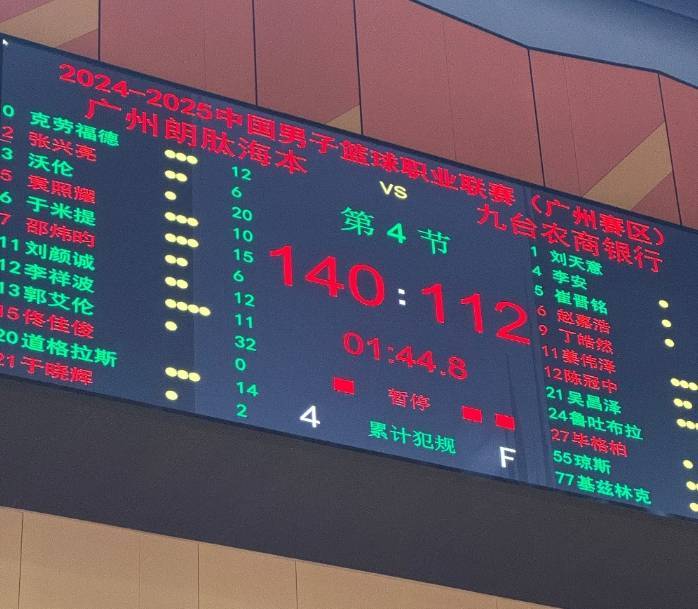 2024-2025中国男子篮球职业联赛（广州赛区）
广州朗肽海本
vs
九台农商银行
第 4 节
140:112
01:44.8
暂停
累计犯规
4
F
0 克劳福德 12
2 张兴亮 6
3 沃伦 20
5 袁照耀 10
6 于米提 15
7 邵炜昀 6
11 刘颜诚 12
12 李祥波 11
13 郭艾伦 32
15 佟佳俊 0
20 道格拉斯 14
21 于晓辉 2
1 刘天意
4 李安
5 崔晋铭
6 赵嘉浩
9 丁皓然
11 姜伟泽
12 陈冠中
21 吴昌泽
24 鲁吐布拉
27 毕格柏
55 琼斯
77 基兹林克